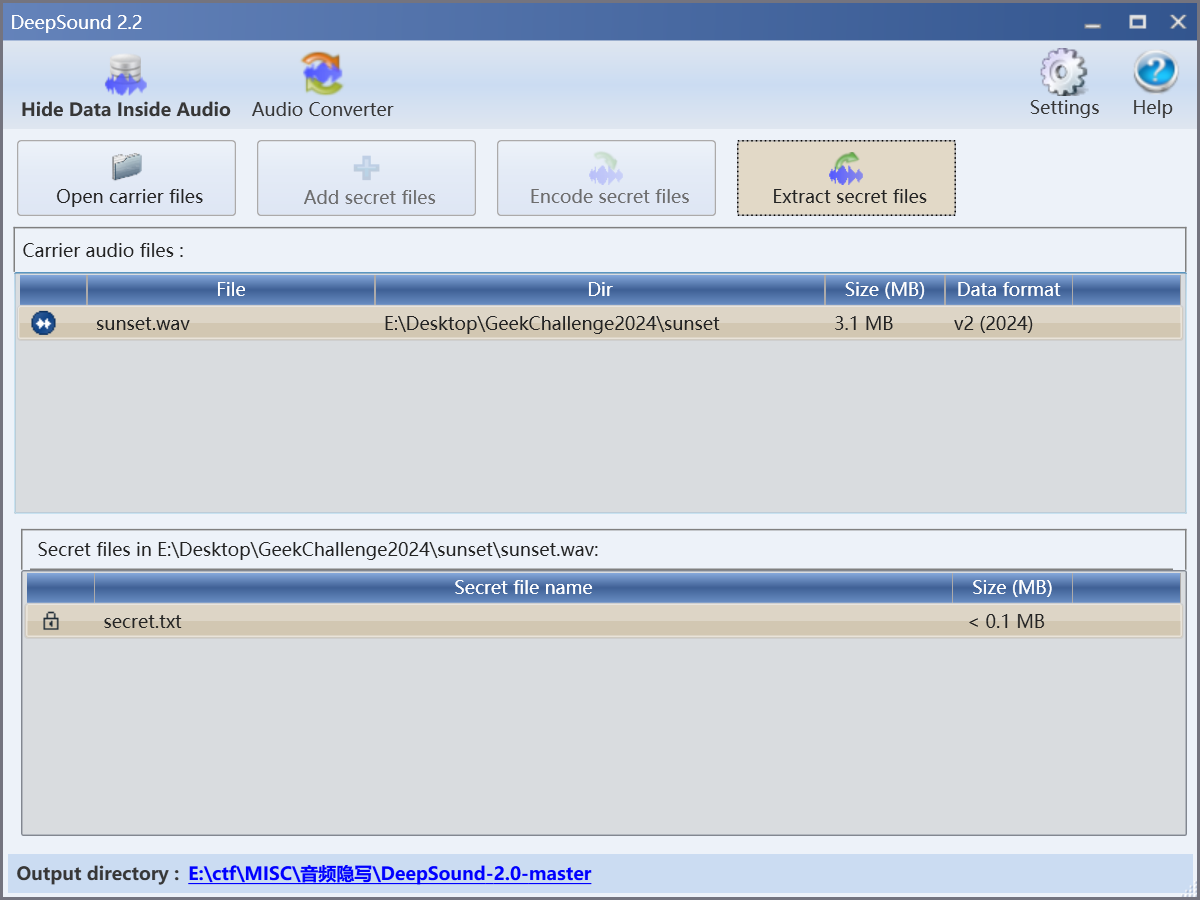 DeepSound 2.2
Hide Data Inside Audio Audio Converter Settings Help
Open carrier files Add secret files Encode secret files Extract secret files
Carrier audio files :
File Dir Size (MB) Data format
sunset.wav E:\Desktop\GeekChallenge2024\sunset 3.1 MB v2 (2024)
Secret files in E:\Desktop\GeekChallenge2024\sunset\sunset.wav:
Secret file name Size (MB)
secret.txt < 0.1 MB
Output directory : E:\ctf\MISC\音频隐写\DeepSound-2.0-master